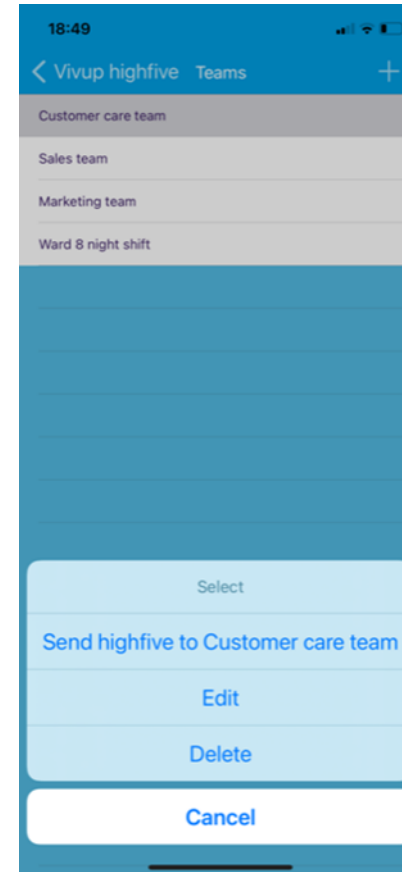 18:49
Vivup highfive Teams
Customer care team
Sales team
Marketing team
Ward 8 night shift
Select
Send highfive to Customer care team
Edit
Delete
Cancel